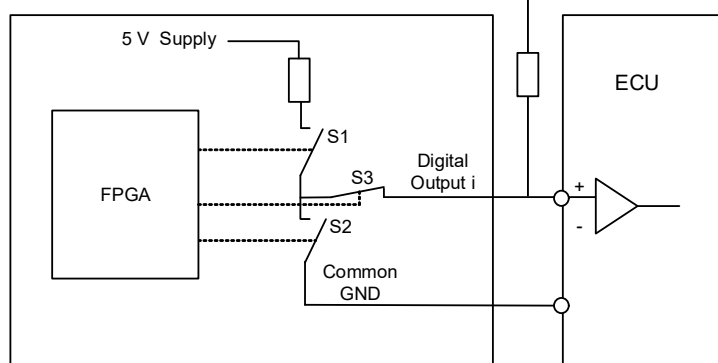 5 V Supply
ECU
S1
Digital
Output i
S3
FPGA
+
S2
-
Common
GND